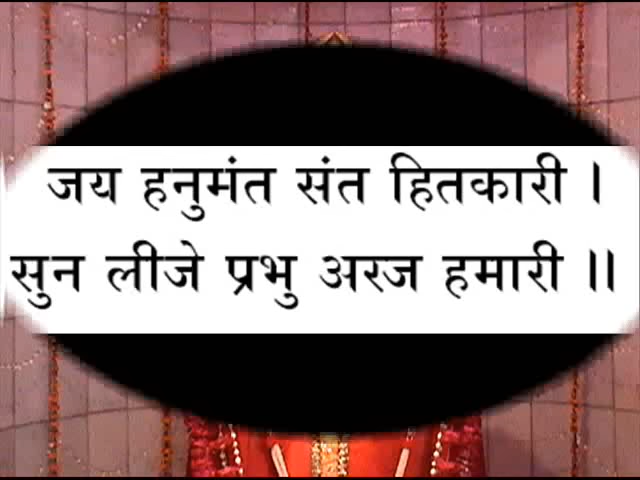 जय हनुमंत संत हितकारी ।
सुन लीजे प्रभु अरज हमारी ॥